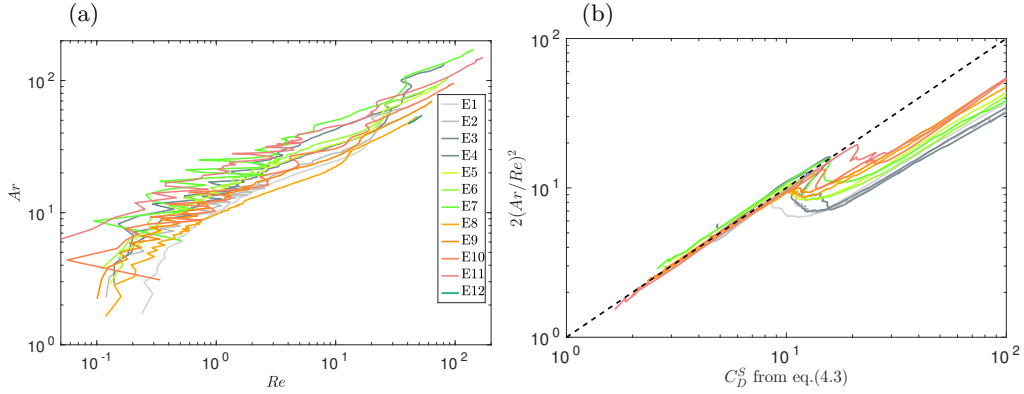 (a)
(b)
Ar
10^2
10^1
10^0
10^-1
10^0
10^1
10^2
Re
E1
E2
E3
E4
E5
E6
E7
E8
E9
E10
E11
E12
2(Ar/Re)^2
10^2
10^1
10^0
10^0
10^1
10^2
C_D^S from eq.(4.3)